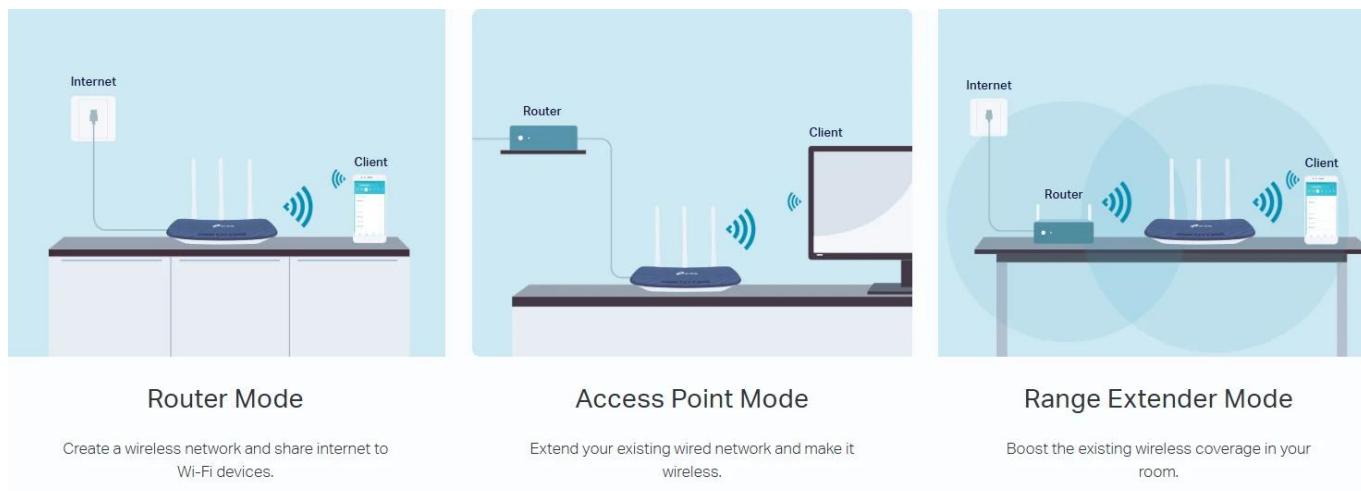 Internet
Client
Router Mode
Create a wireless network and share internet to
Wi-Fi devices.
Router
Client
Access Point Mode
Extend your existing wired network and make it
wireless.
Internet
Router
Client
Range Extender Mode
Boost the existing wireless coverage in your
room.